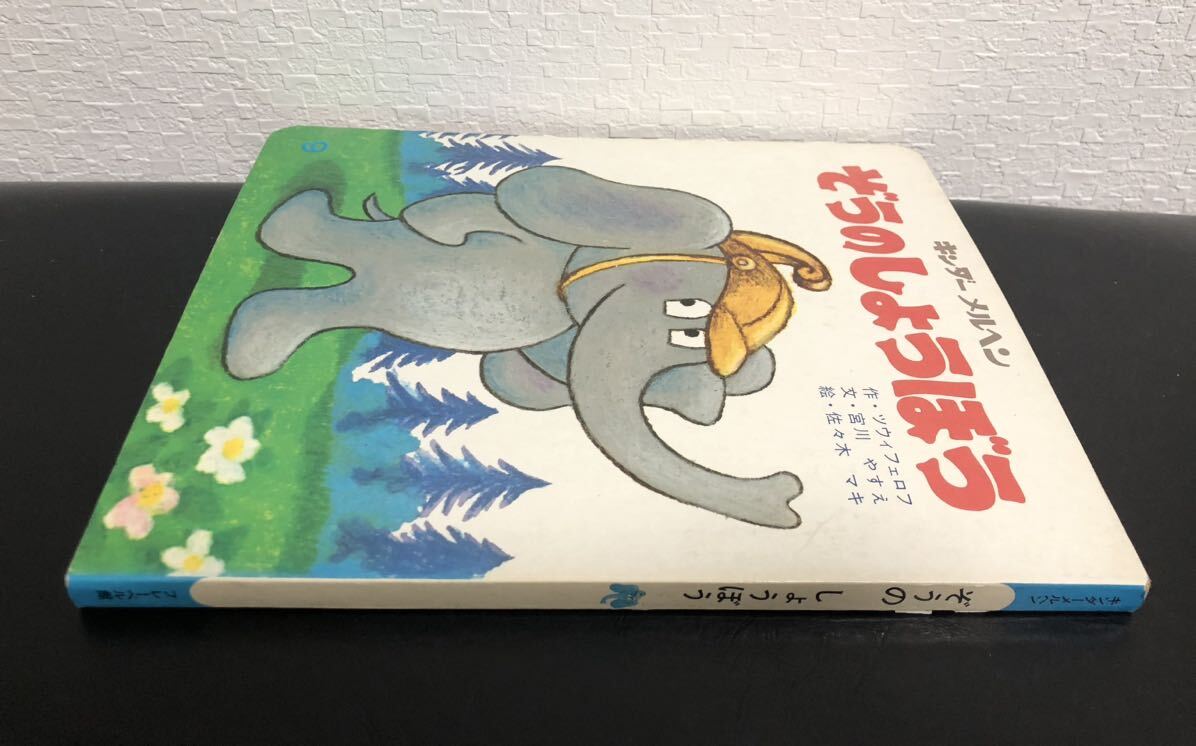 キンダーメルヘン
ぞうのしょうぼう
作・ツウィフェロフ
文・宮川 やすえ
絵・佐々木 マキ
9
キンダーメルヘン
ぞうの しょうぼう
フレーベル館